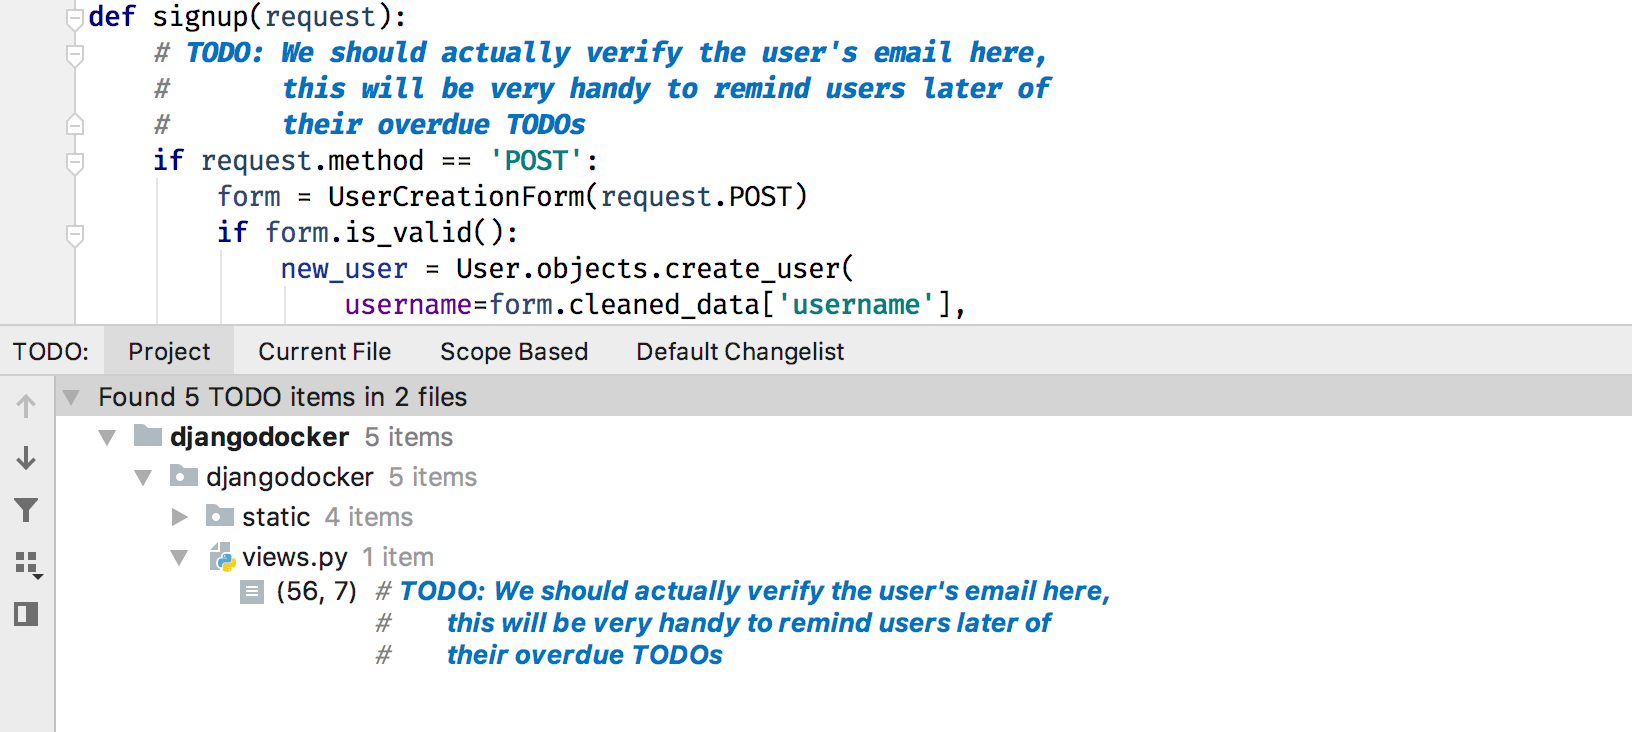 def signup(request):
# TODO: We should actually verify the user's email here,
# this will be very handy to remind users later of
# their overdue TODOs
if request.method == 'POST':
form = UserCreationForm(request.POST)
if form.is_valid():
new_user = User.objects.create_user(
username=form.cleaned_data['username'],
TODO: Project Current File Scope Based Default Changelist
Found 5 TODO items in 2 files
djangodocker 5 items
djangodocker 5 items
static 4 items
views.py 1 item
(56, 7) # TODO: We should actually verify the user's email here,
# this will be very handy to remind users later of
# their overdue TODOs